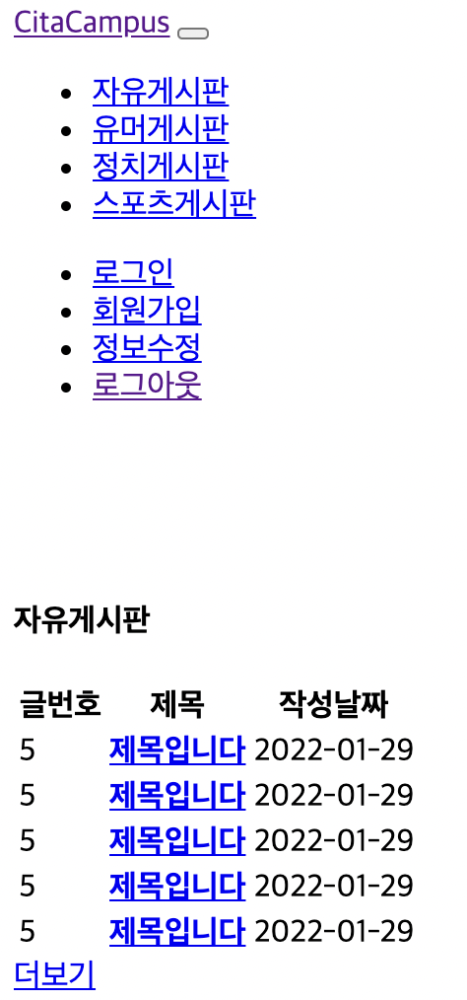 CitaCampus
자유게시판
유머게시판
정치게시판
스포츠게시판
로그인
회원가입
정보수정
로그아웃
자유게시판
글번호 제목 작성날짜
5 제목입니다 2022-01-29
5 제목입니다 2022-01-29
5 제목입니다 2022-01-29
5 제목입니다 2022-01-29
5 제목입니다 2022-01-29
더보기